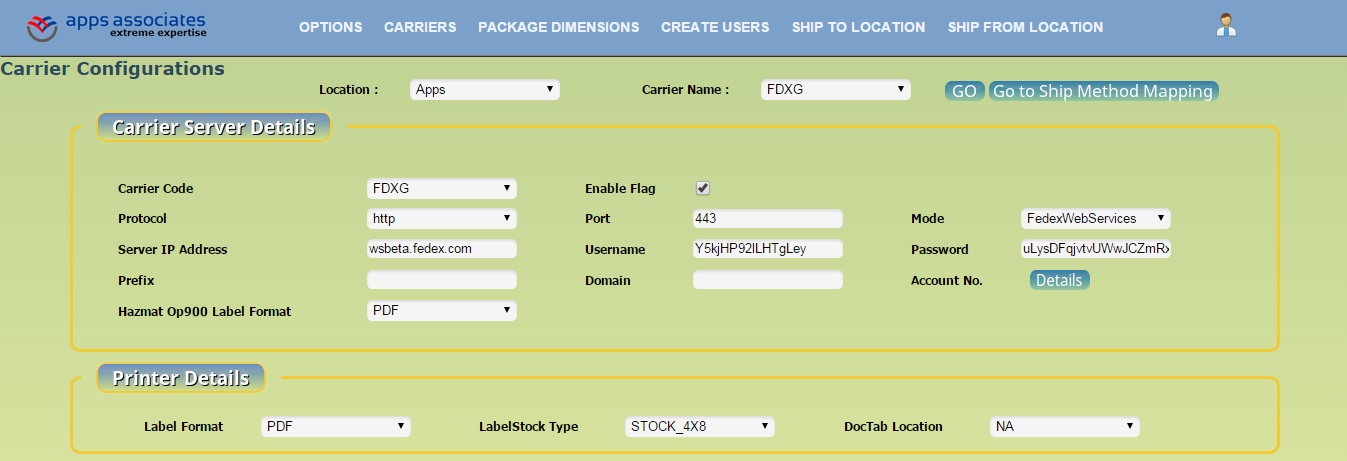 apps associates
extreme expertise
OPTIONS CARRIERS PACKAGE DIMENSIONS CREATE USERS SHIP TO LOCATION SHIP FROM LOCATION
Carrier Configurations
Location : Apps Carrier Name : FDXG GO Go to Ship Method Mapping
Carrier Server Details
Carrier Code FDXG Enable Flag
Protocol http Port 443 Mode FedexWebServices
Server IP Address wsbeta.fedex.com Username Y5kjHP92ILHTgLey Password uLysDFqjvtvUWwJCZmRx
Prefix Domain Account No. Details
Hazmat Op900 Label Format PDF
Printer Details
Label Format PDF LabelStock Type STOCK_4X8 DocTab Location NA